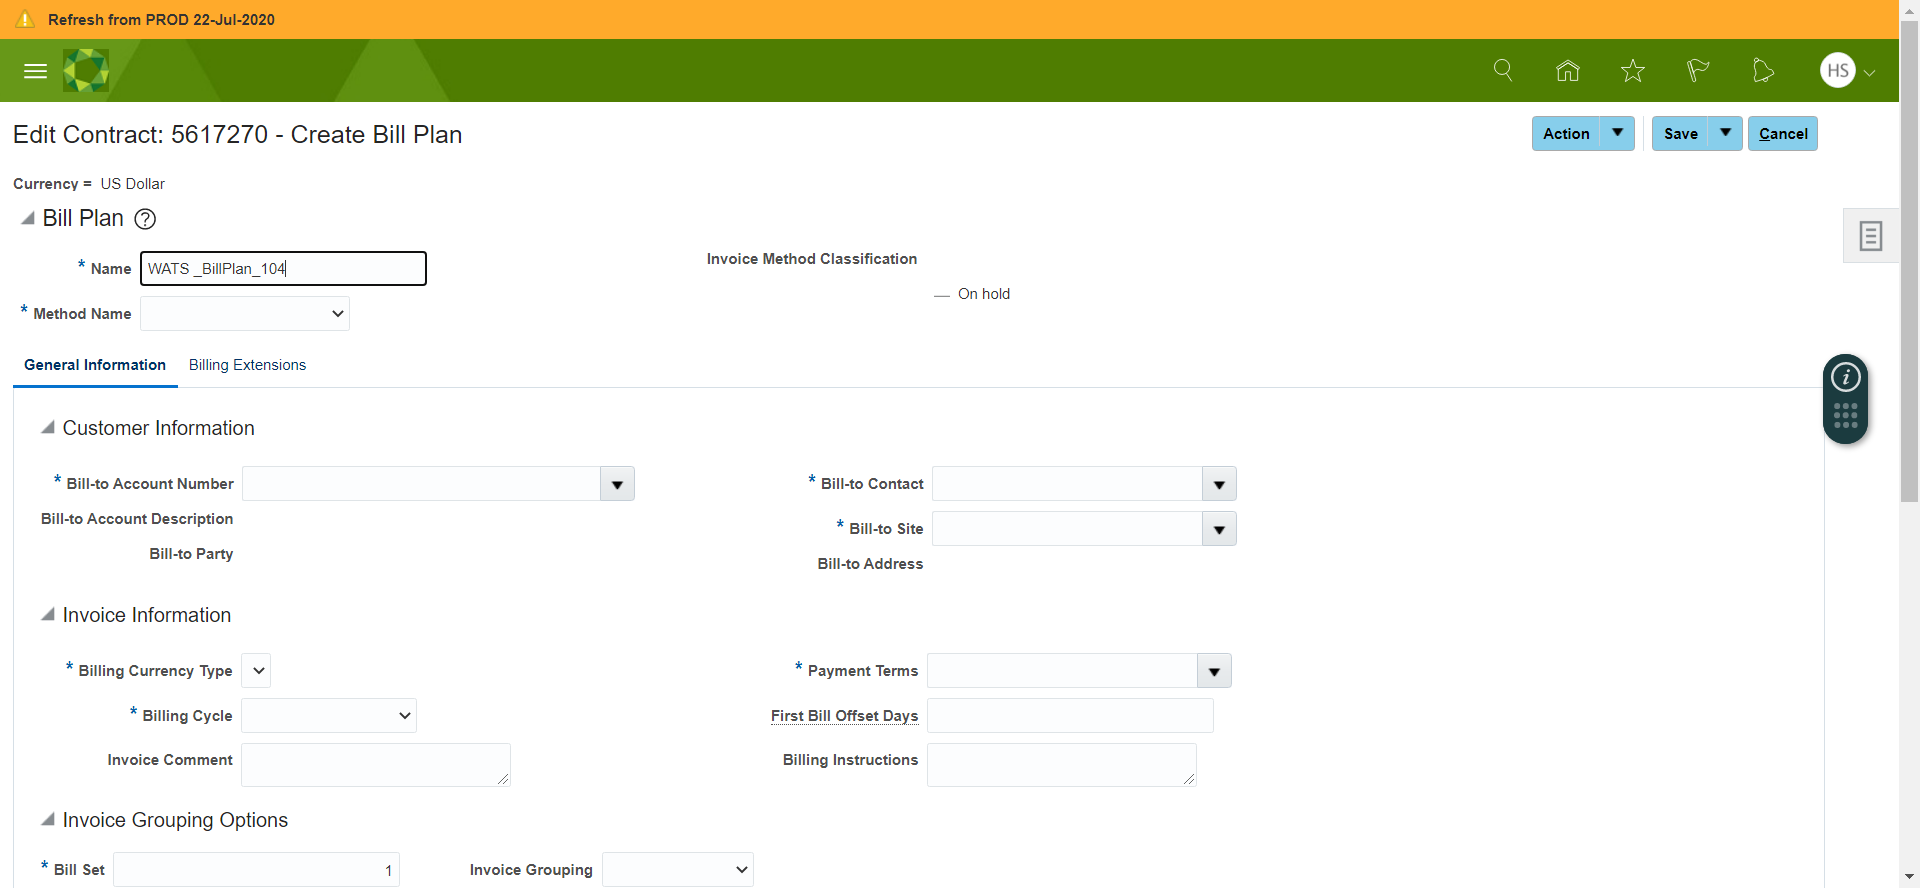 Refresh from PROD 22-Jul-2020
HS
Edit Contract: 5617270 - Create Bill Plan
Action
Save
Cancel
Currency = US Dollar
Bill Plan ?
* Name WATS _BillPlan_104
Invoice Method Classification
On hold
* Method Name
General Information
Billing Extensions
Customer Information
* Bill-to Account Number
* Bill-to Contact
Bill-to Account Description
* Bill-to Site
Bill-to Party
Bill-to Address
Invoice Information
* Billing Currency Type
* Payment Terms
* Billing Cycle
First Bill Offset Days
Invoice Comment
Billing Instructions
Invoice Grouping Options
* Bill Set 1
Invoice Grouping